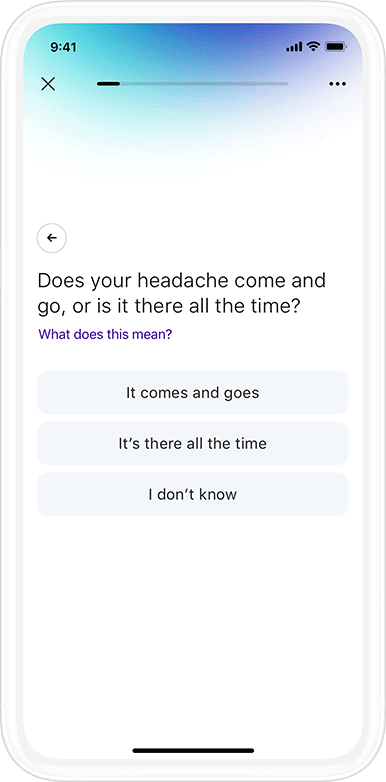 9:41
Does your headache come and
go, or is it there all the time?
What does this mean?
It comes and goes
It’s there all the time
I don’t know